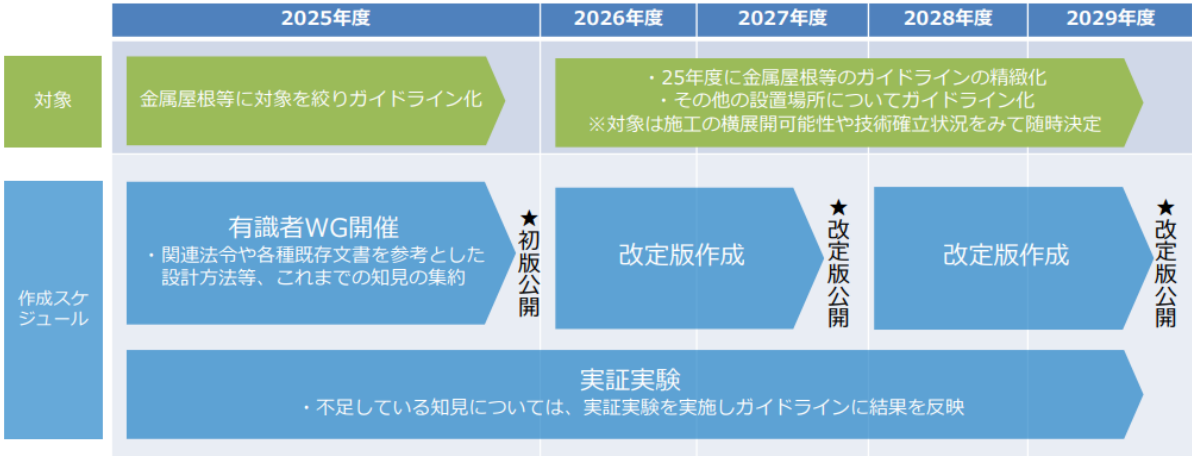 2025年度
2026年度
2027年度
2028年度
2029年度
対象
金属屋根等に対象を絞りガイドライン化
・25年度に金属屋根等のガイドラインの精緻化
・その他の設置場所についてガイドライン化
※対象は施工の横展開可能性や技術確立状況をみて随時決定
作成スケ
ジュール
有識者WG開催
・関連法令や各種既存文書を参考とした
設計方法等、これまでの知見の集約
★初版公開
改定版作成
★改定版公開
改定版作成
★改定版公開
実証実験
・不足している知見については、実証実験を実施しガイドラインに結果を反映